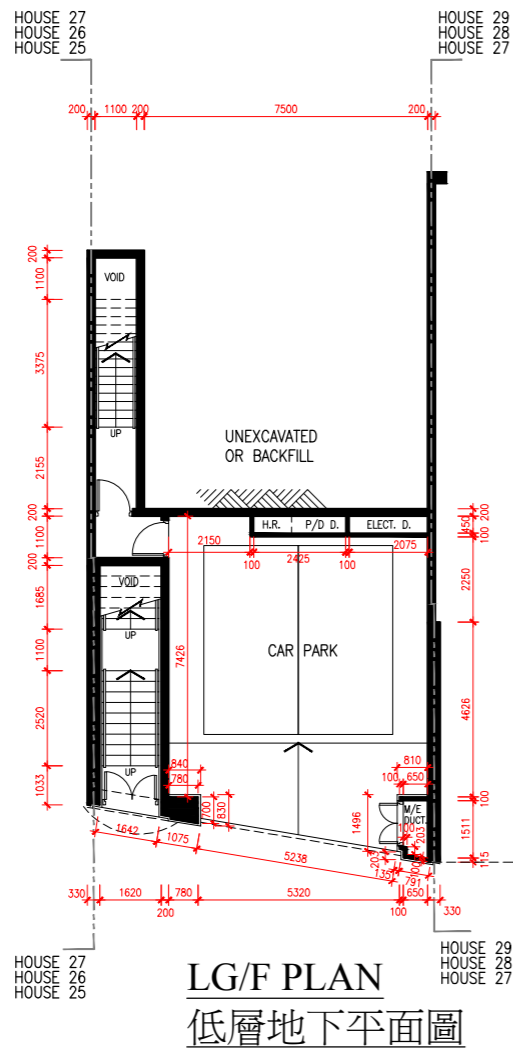 HOUSE 27
HOUSE 26
HOUSE 25
HOUSE 29
HOUSE 28
HOUSE 27
200 1100 200 7500 200
200
1100
3375
2155
200
1100
200
1685
1100
2520
1033
VOID
UP
UNEXCAVATED
OR BACKFILL
H.R. P/D D. ELECT. D.
2150 2425 2075
100 100
200
450
100
2250
4626
100
1511
115
VOID
UP
UP
7426
CAR PARK
840
780
700
830
810
100 650
1496
M/E
DUCT.
100
203
203
100
1642 1075 5238 135 791
330 1620 780 5320 650
200 100 330
HOUSE 27
HOUSE 26
HOUSE 25
HOUSE 29
HOUSE 28
HOUSE 27
LG/F PLAN
低層地下平面圖